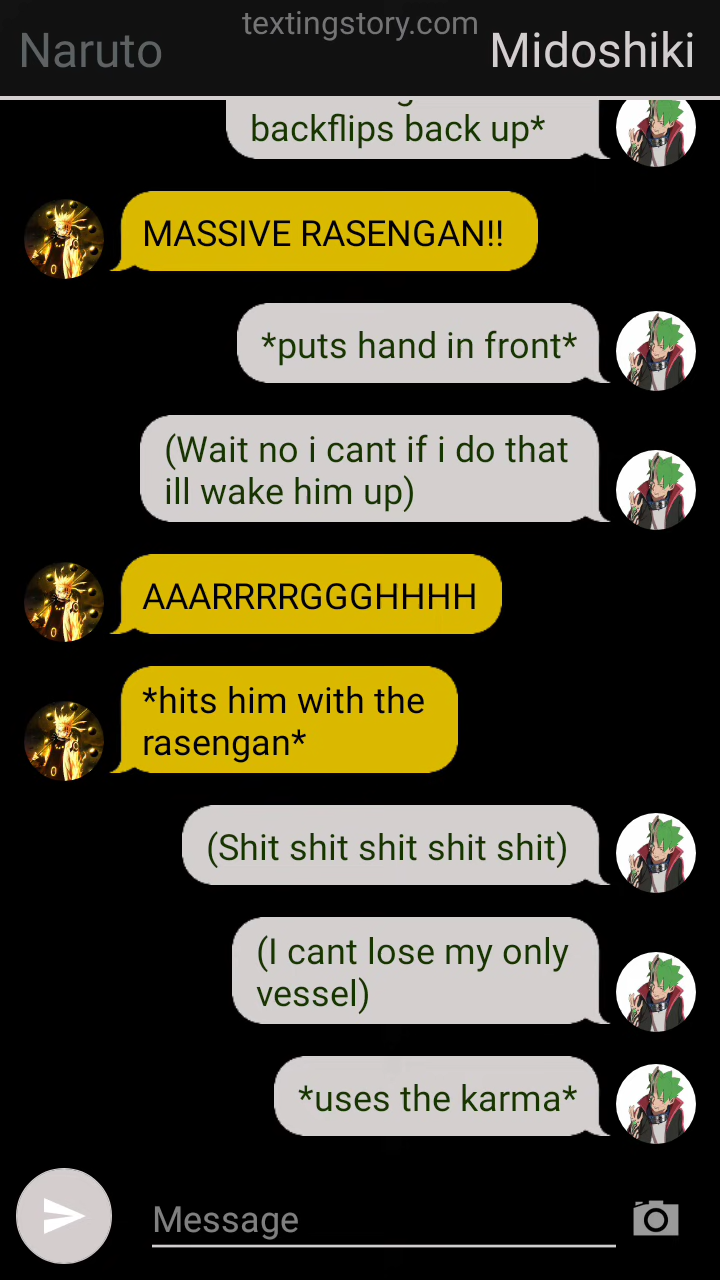 textingstory.com
Naruto
Midoshiki
backflips back up*
MASSIVE RASENGAN!!
*puts hand in front*
(Wait no i cant if i do that
ill wake him up)
AAARRRRGGGHHHH
*hits him with the
rasengan*
(Shit shit shit shit shit)
(I cant lose my only
vessel)
*uses the karma*
Message